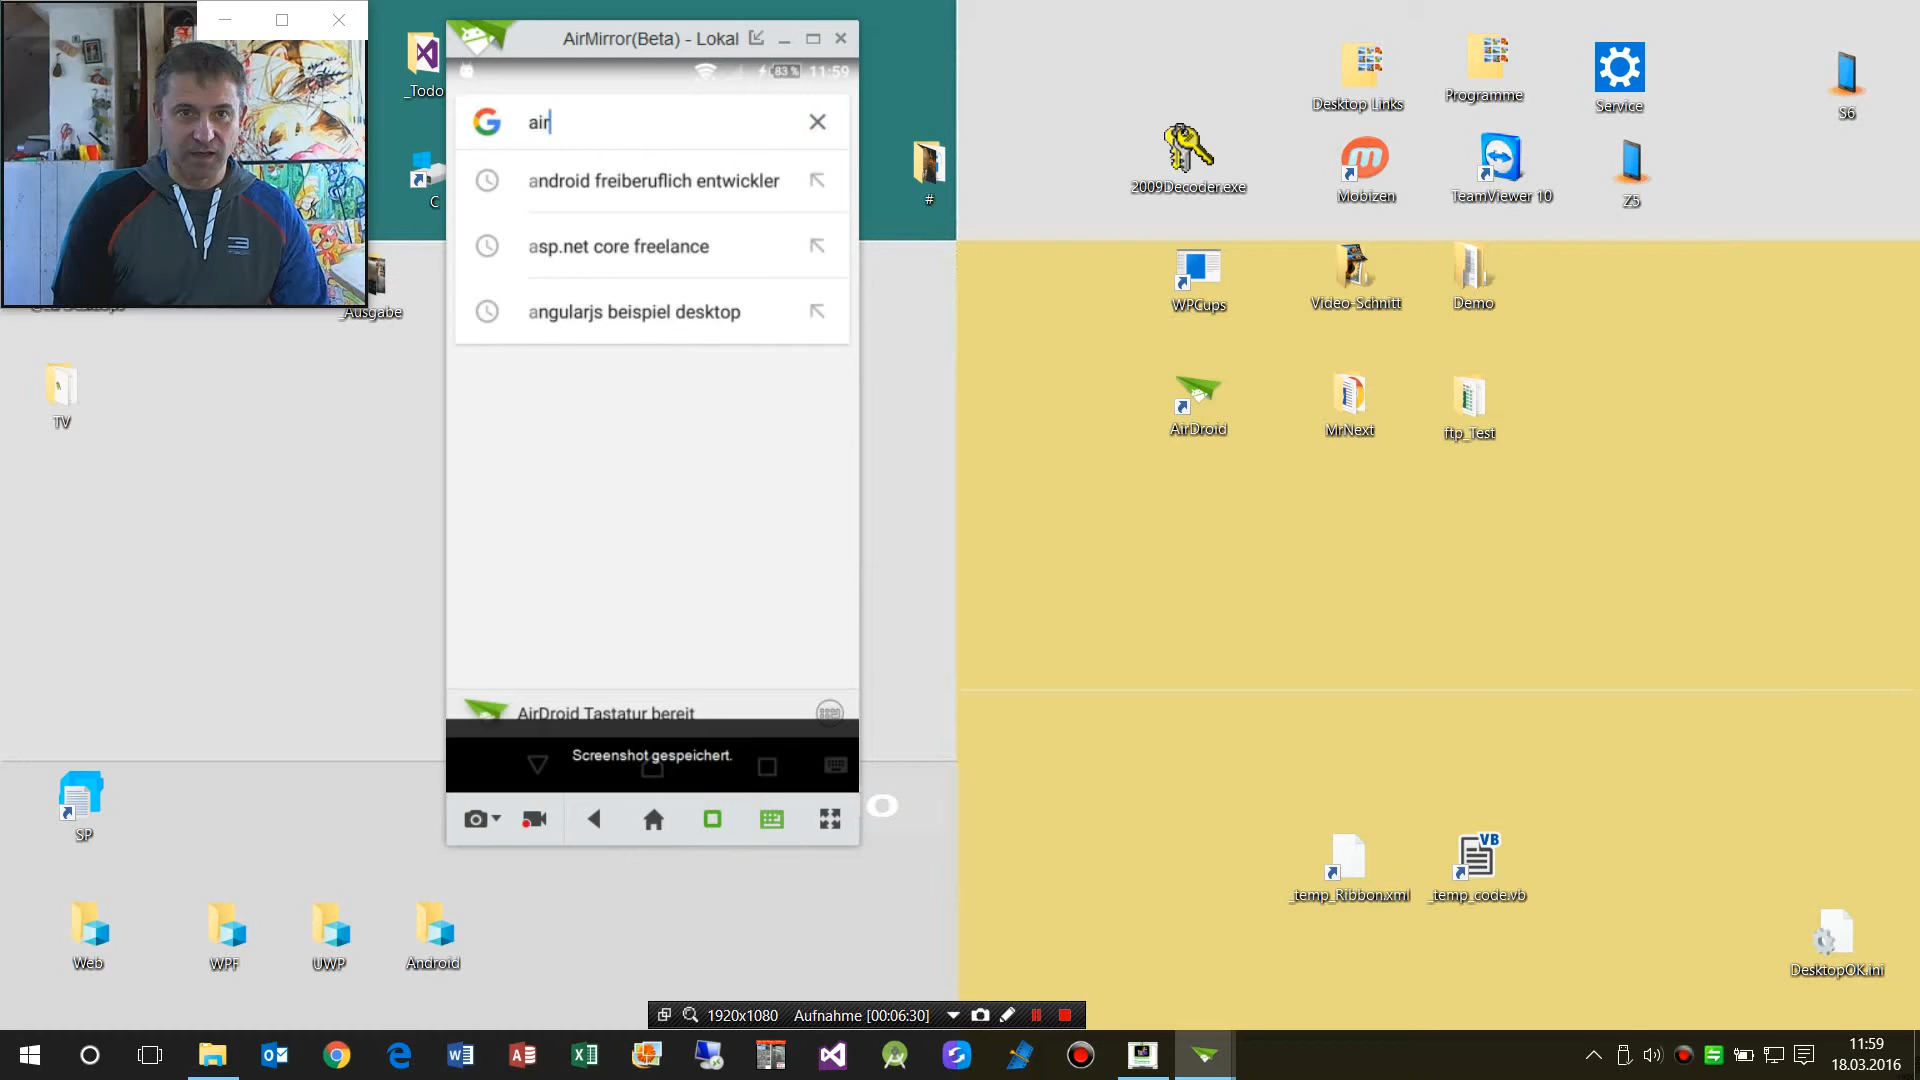 AirMirror(Beta) - Lokal
83 %
11:59
air
android freiberuflich entwickler
asp.net core freelance
angularjs beispiel desktop
AirDroid Tastatur bereit
Screenshot gespeichert.
_Todo
C
#
_Ausgabe
TV
SP
Web
WPF
UWP
Android
Desktop Links
Programme
Service
S6
2009Decoder.exe
Mobizen
TeamViewer 10
Z5
WPCups
Video-Schnitt
Demo
AirDroid
MrNext
ftp_Test
_temp_Ribbon.xml
VB
_temp_code.vb
DesktopOK.ini
1920x1080
Aufnahme [00:06:30]
11:59
18.03.2016